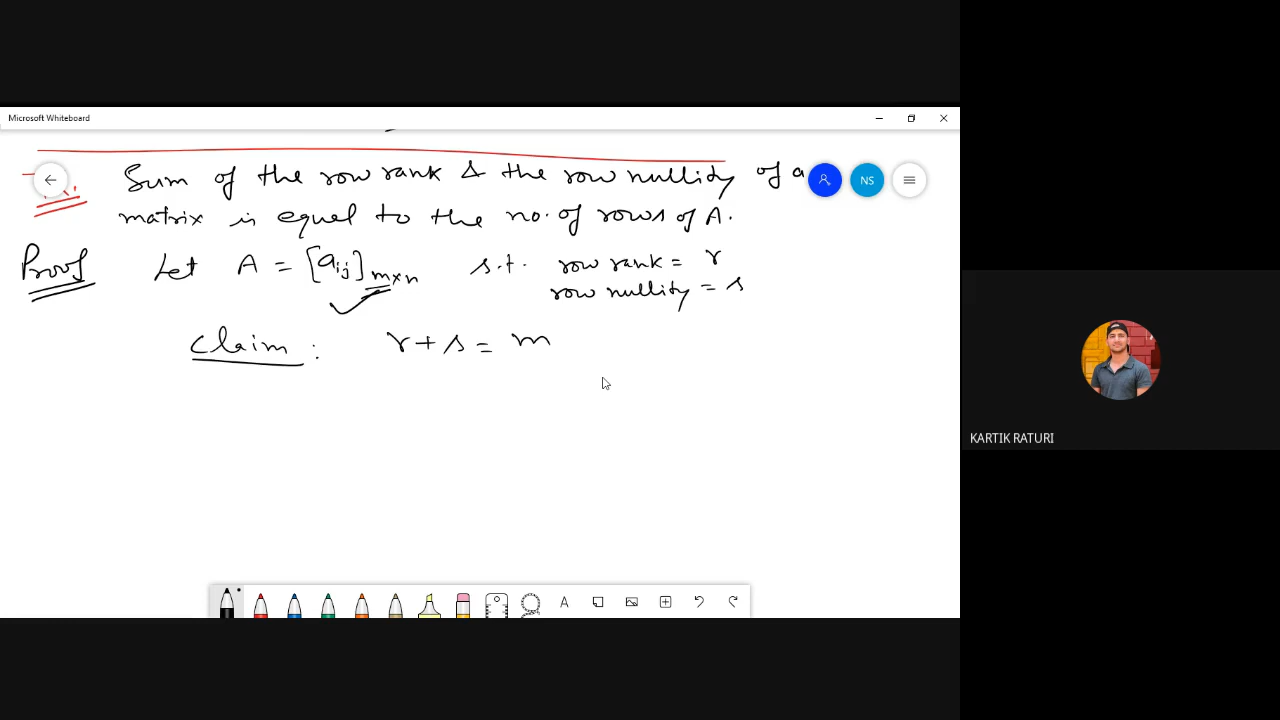 Microsoft Whiteboard
Sum of the row rank & the row nullity of a
matrix is equal to the no. of rows of A.
NS
Proof Let A = [aij]m×n s.t. row rank = r
row nullity = s
Claim : r + s = m
KARTIK RATURI
A